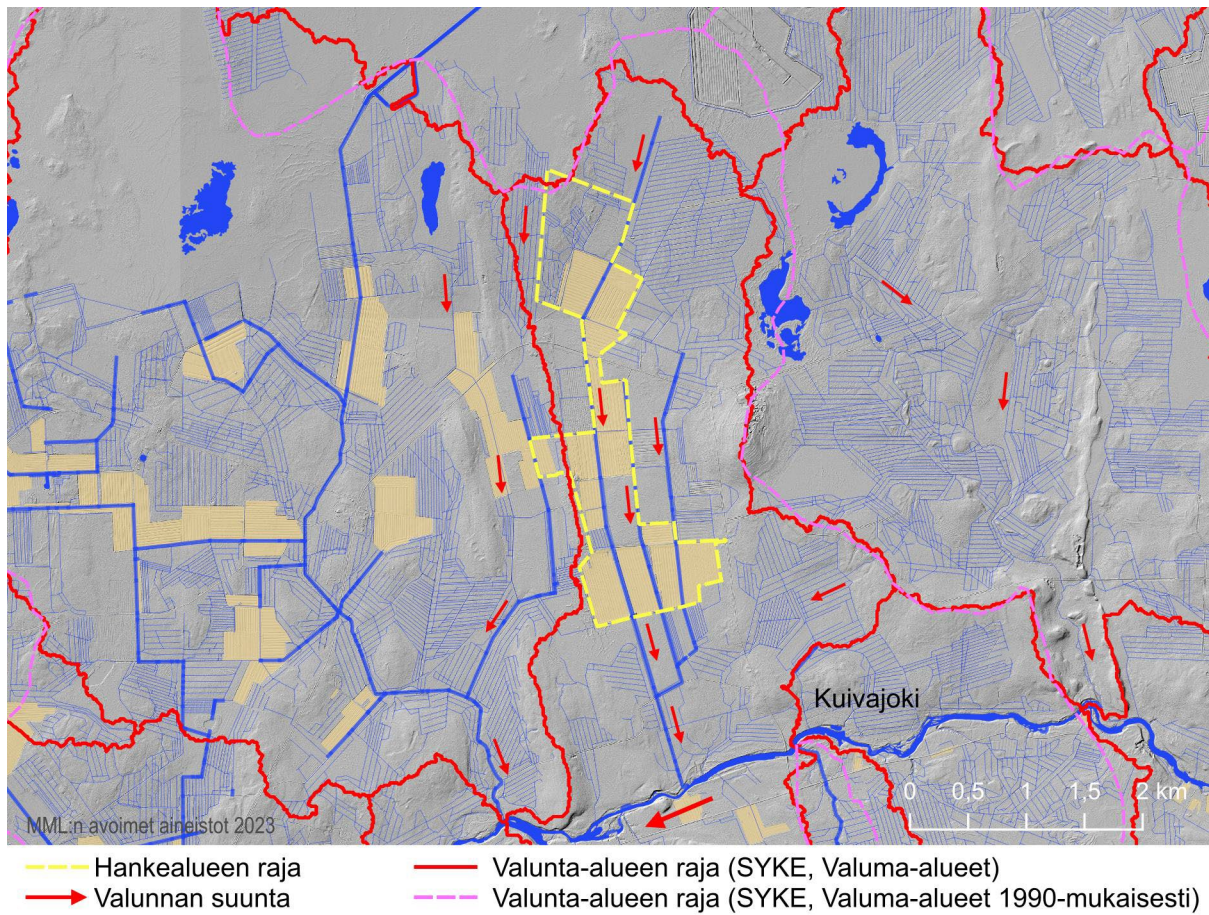 Kuivajoki
0 0,5 1 1,5 2 km
MML:n avoimet aineistot 2023
Hankealueen raja
Valunnan suunta
Valunta-alueen raja (SYKE, Valuma-alueet)
Valunta-alueen raja (SYKE, Valuma-alueet 1990-mukaisesti)